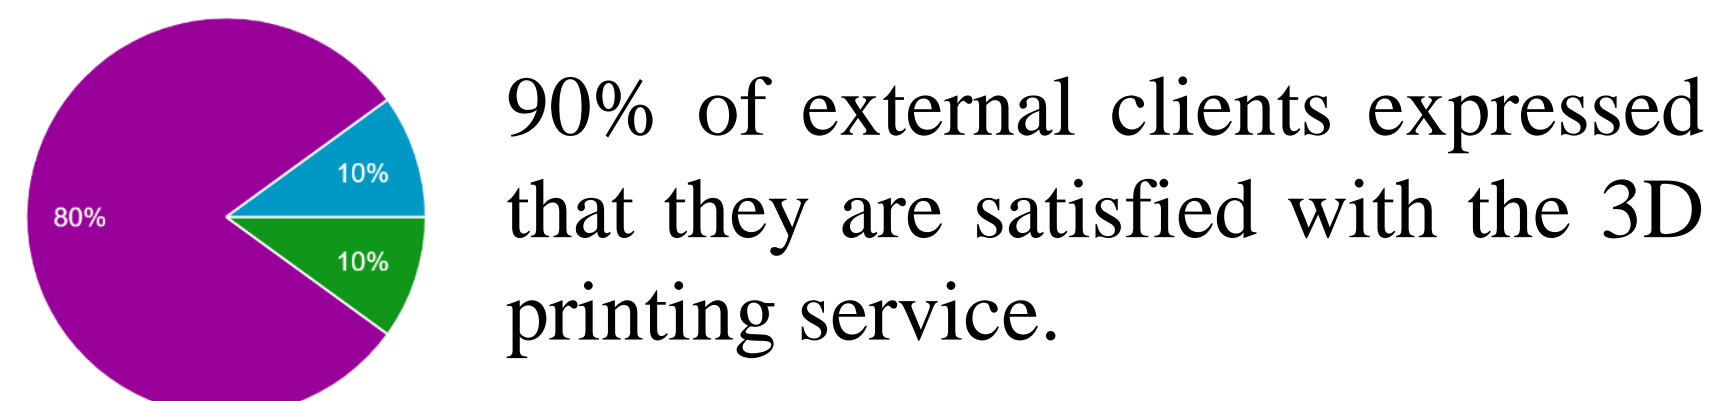 10%
80%
10%
90% of external clients expressed
that they are satisfied with the 3D
printing service.